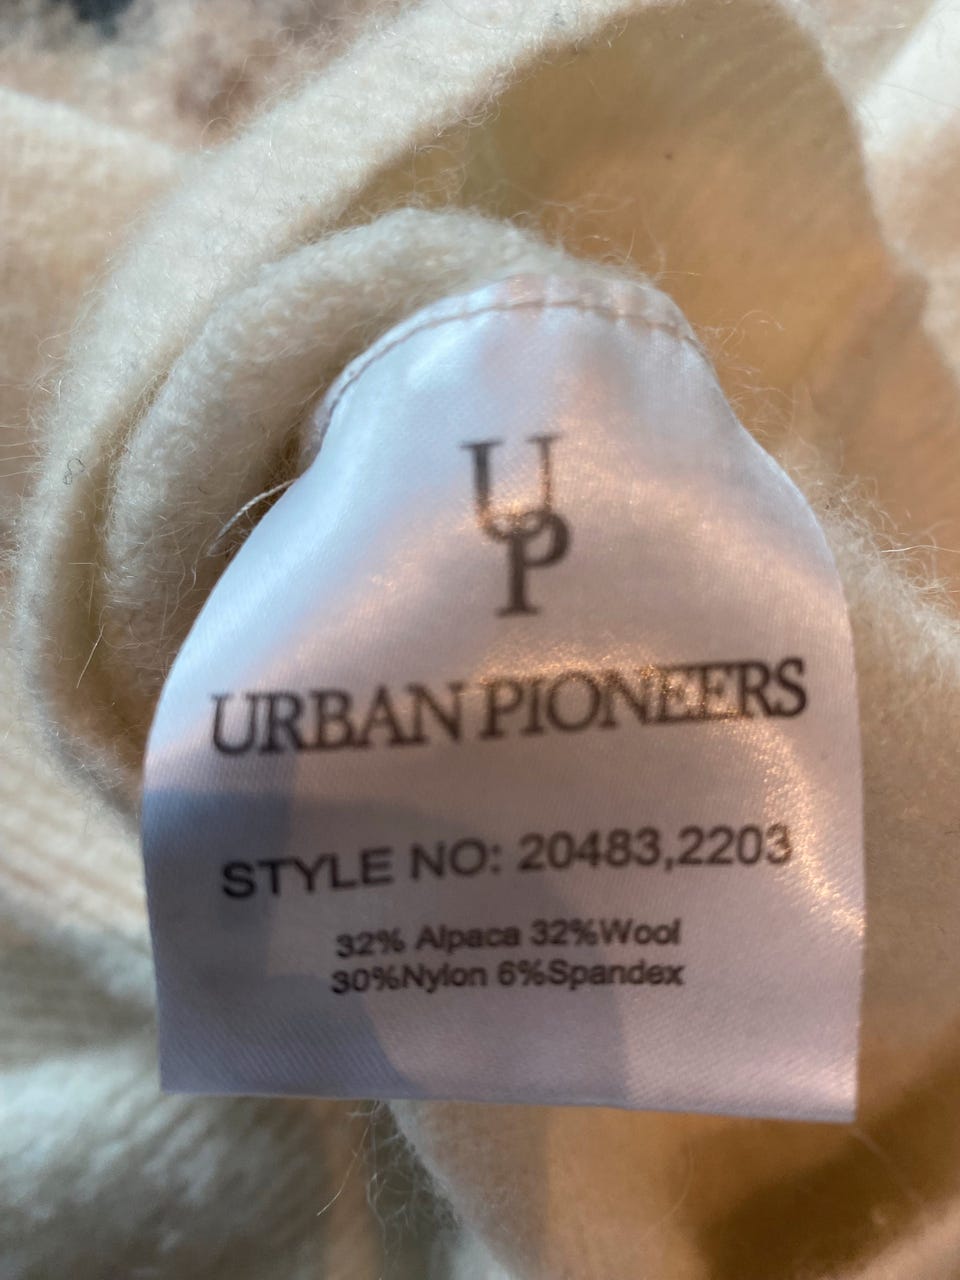 UP
URBAN PIONEERS
STYLE NO: 20483,2203
32% Alpaca 32%Wool
30%Nylon 6%Spandex